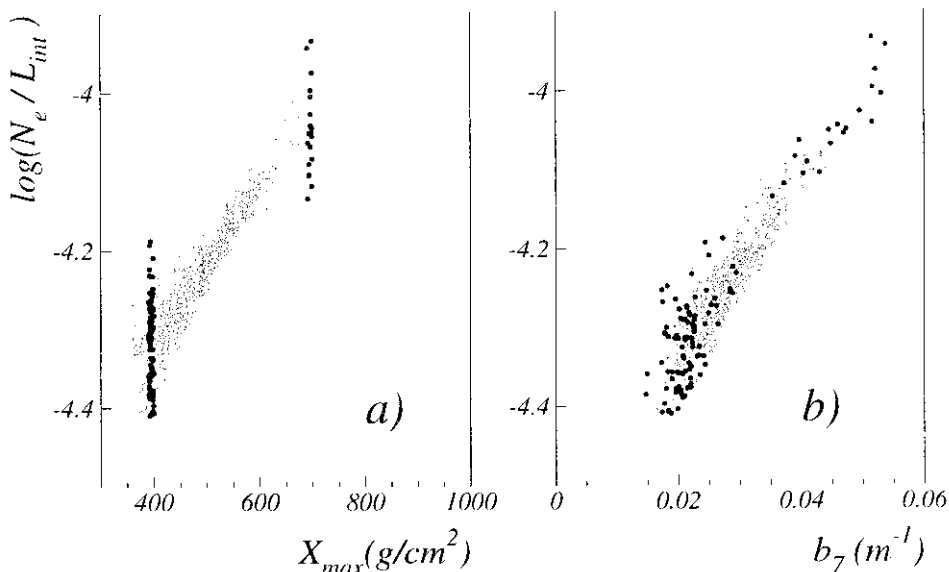 log(N_e / L_int)
-4
-4.2
-4.4
a)
400
600
800
1000
X_max (g/cm^2)
-4
-4.2
-4.4
b)
0
0.02
0.04
0.06
b_7 (m^-1)